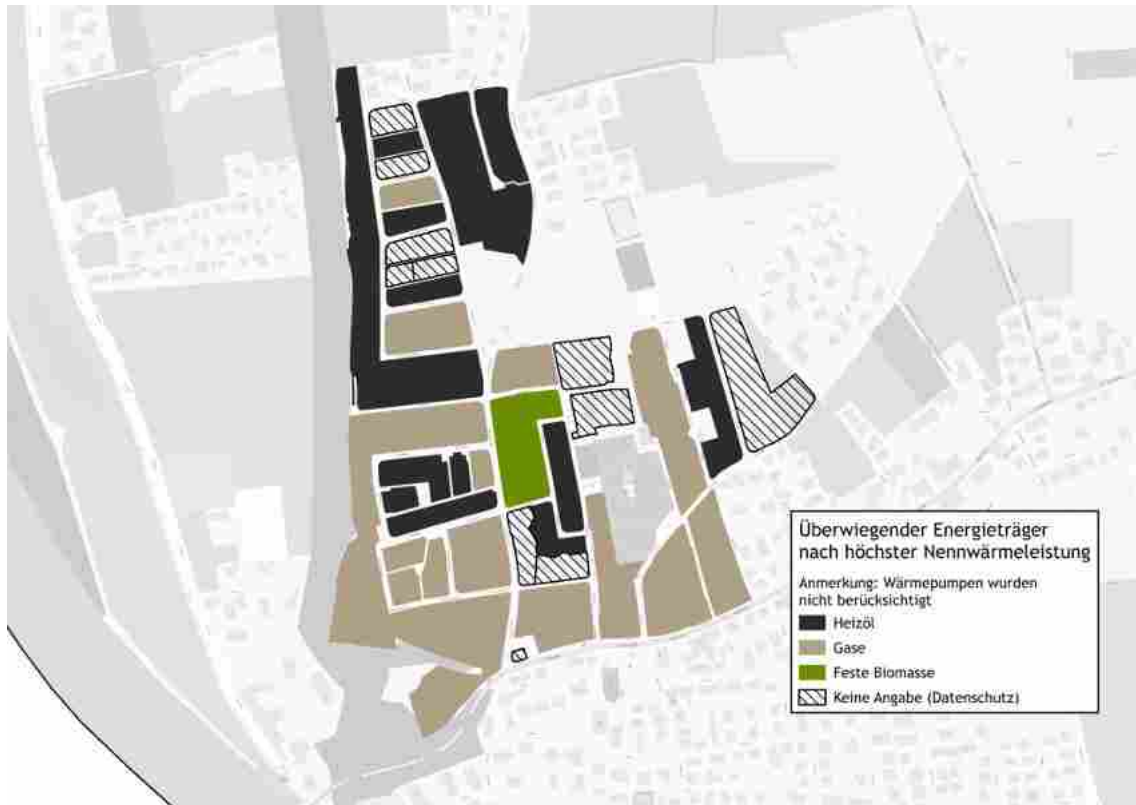 Überwiegender Energieträger
nach höchster Nennwärmeleistung
Anmerkung: Wärmepumpen wurden
nicht berücksichtigt
Heizöl
Gase
Feste Biomasse
Keine Angabe (Datenschutz)